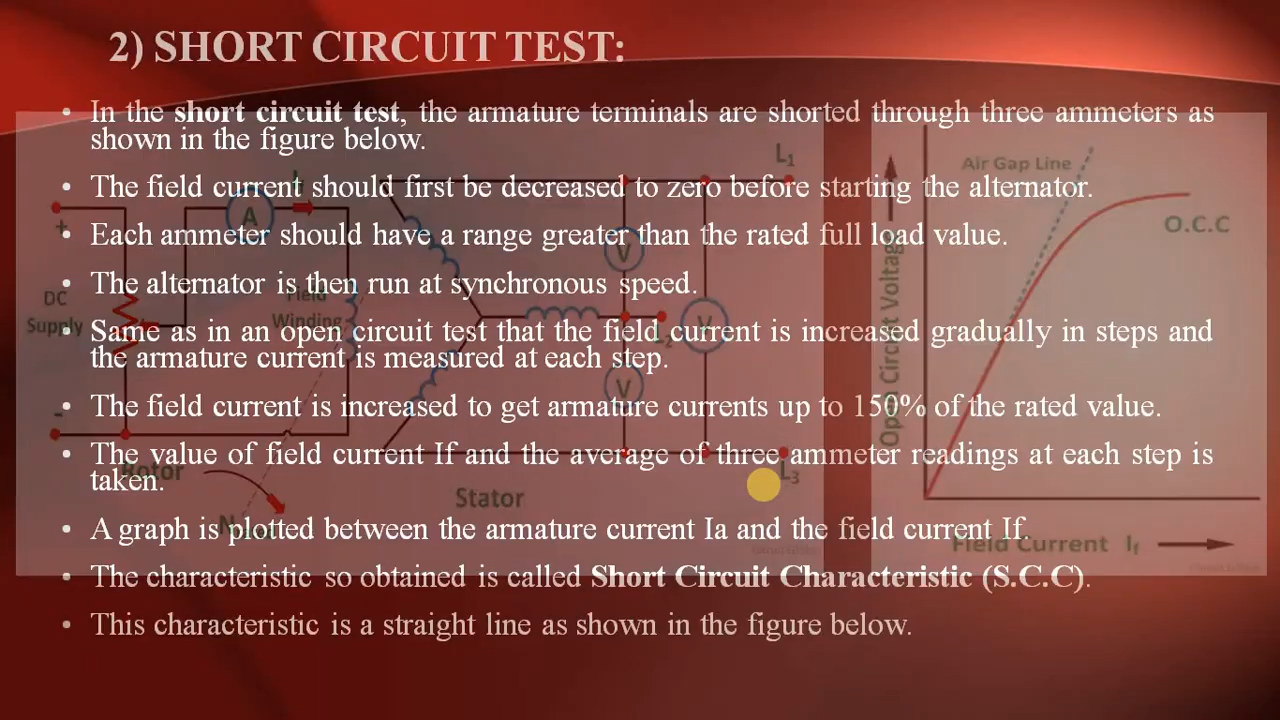 2) SHORT CIRCUIT TEST:
• In the short circuit test, the armature terminals are shorted through three ammeters as
shown in the figure below.
• The field current should first be decreased to zero before starting the alternator.
• Each ammeter should have a range greater than the rated full load value.
• The alternator is then run at synchronous speed.
• Same as in an open circuit test that the field current is increased gradually in steps and
the armature current is measured at each step.
• The field current is increased to get armature currents up to 150% of the rated value.
• The value of field current If and the average of three ammeter readings at each step is
taken.
• A graph is plotted between the armature current Ia and the field current If.
• The characteristic so obtained is called Short Circuit Characteristic (S.C.C).
• This characteristic is a straight line as shown in the figure below.
+
DC
Supply
-
A
Field
Winding
Rotor
N
Stator
V
V
V
L1
L2
L3
Air Gap Line
O.C.C
Open Circuit Voltage
Field Current If